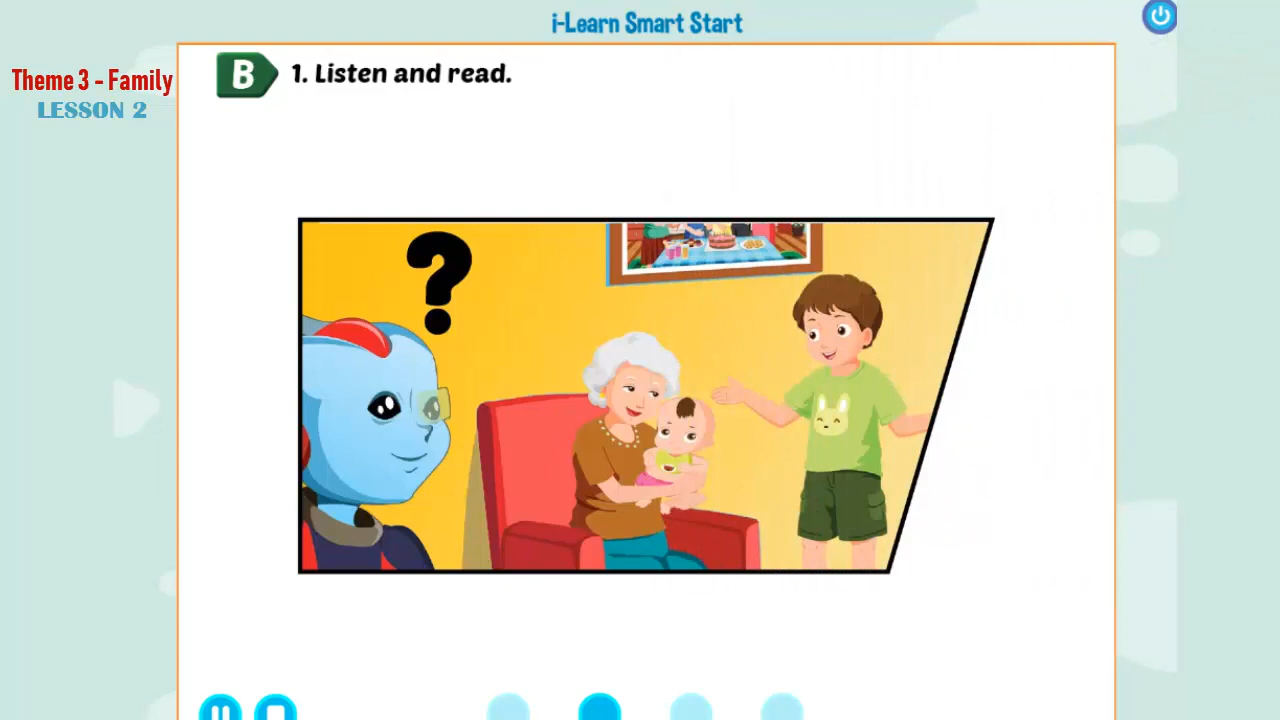 i-Learn Smart Start
Theme 3 - Family
LESSON 2
B 1. Listen and read.
?